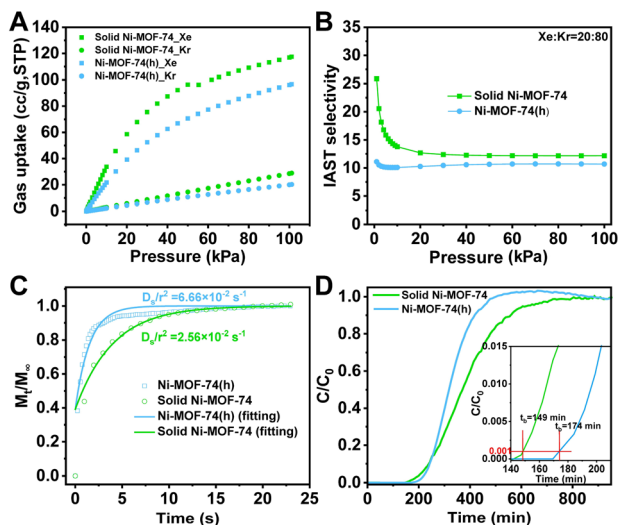 A
Solid Ni-MOF-74_Xe
Solid Ni-MOF-74_Kr
Ni-MOF-74(h)_Xe
Ni-MOF-74(h)_Kr
Gas uptake (cc/g,STP)
140
120
100
80
60
40
20
0
0 20 40 60 80 100
Pressure (kPa)
B
Xe:Kr=20:80
Solid Ni-MOF-74
Ni-MOF-74(h)
IAST selectivity
35
30
25
20
15
10
5
0
0 20 40 60 80 100
Pressure (kPa)
C
Ds/r² =6.66×10⁻² s⁻¹
Ds/r² =2.56×10⁻² s⁻¹
Ni-MOF-74(h)
Solid Ni-MOF-74
Ni-MOF-74(h) (fitting)
Solid Ni-MOF-74 (fitting)
Mt/M∞
1.2
1.0
0.8
0.6
0.4
0.2
0.0
0 5 10 15 20 25
Time (s)
D
Solid Ni-MOF-74
Ni-MOF-74(h)
C/C₀
1.0
0.8
0.6
0.4
0.2
0.0
0 200 400 600 800
Time (min)
C/C₀
0.015
0.010
0.005
0.001
0.000
tb=149 min
tb=174 min
140 160 180 200
Time (min)